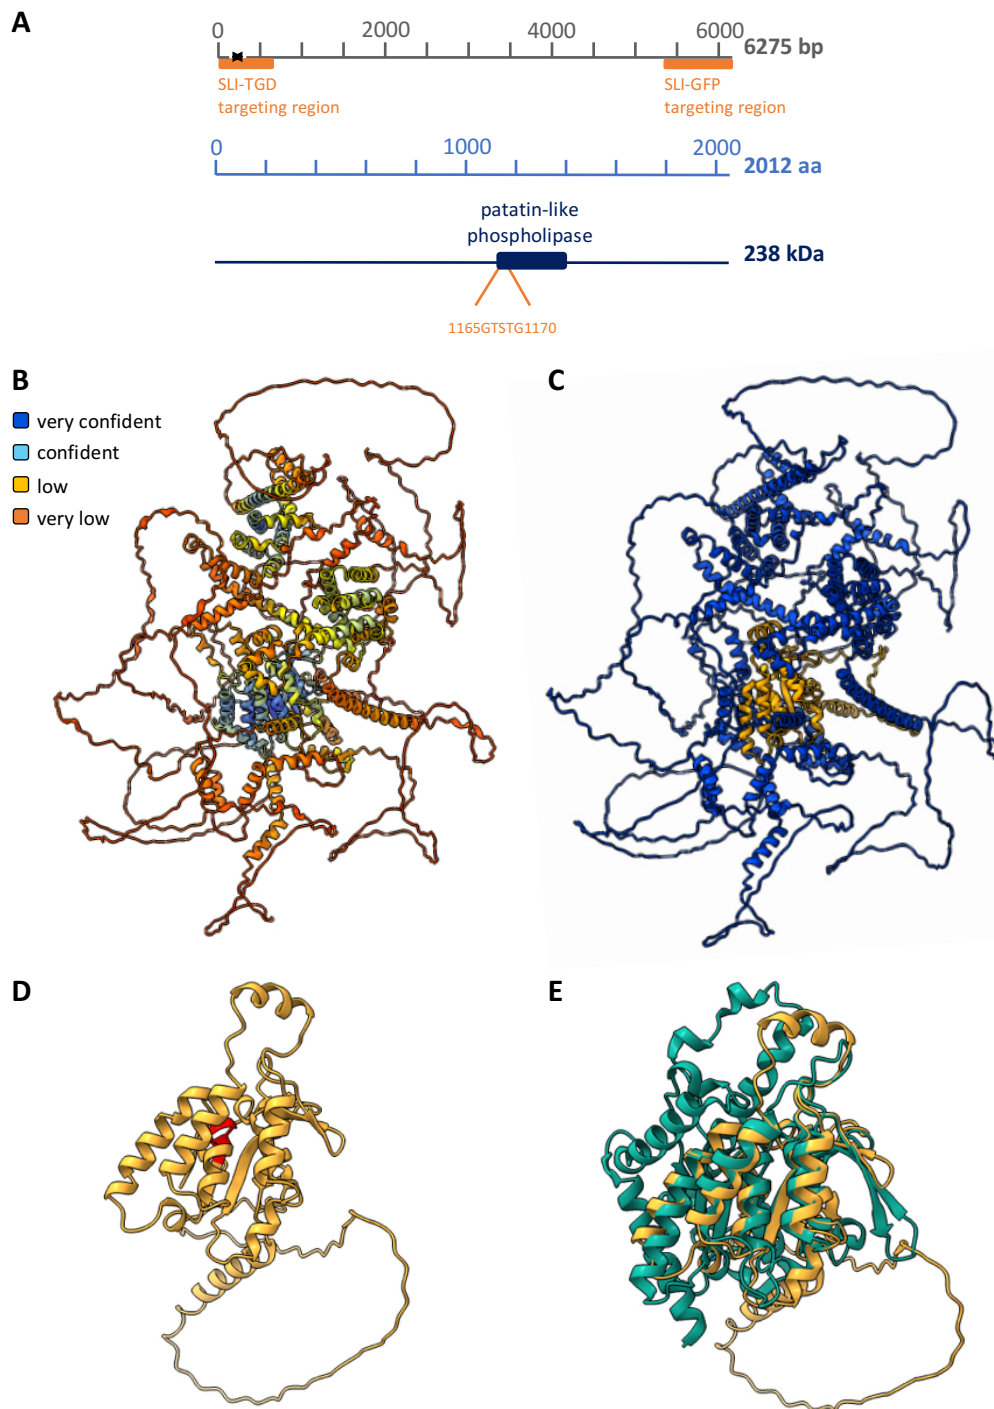 A
0 2000 4000 6000
6275 bp
SLI-TGD
targeting region
SLI-GFP
targeting region
0 1000 2000
2012 aa
patatin-like
phospholipase
238 kDa
1165GTSTG1170
B
C
very confident
confident
low
very low
D
E